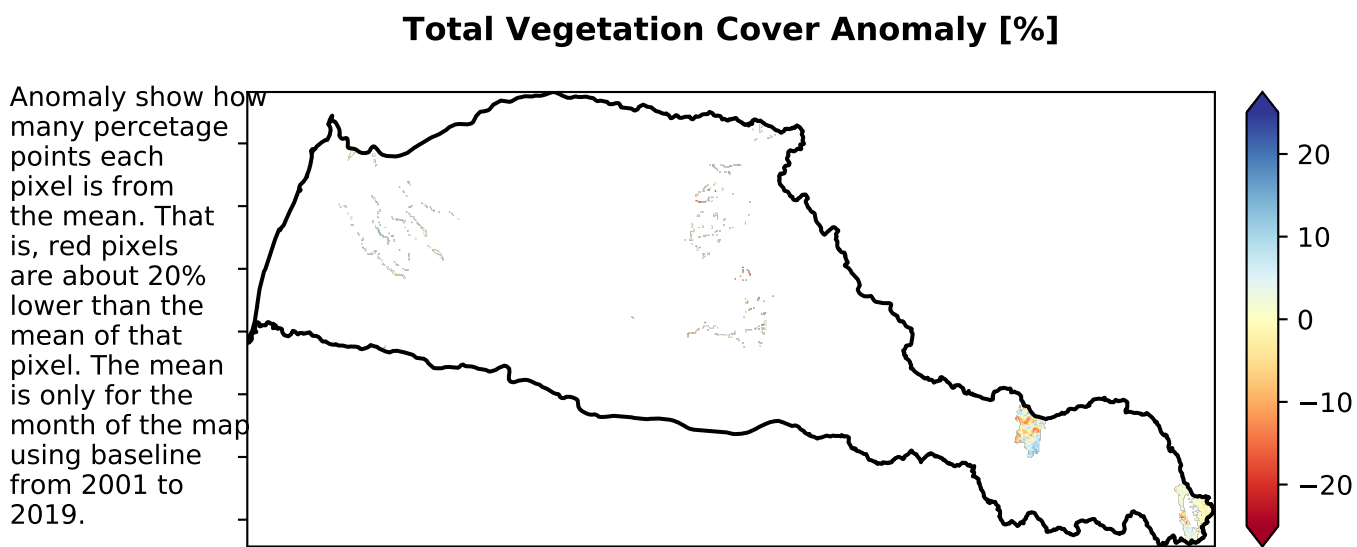 Total Vegetation Cover Anomaly [%]
Anomaly show how
many percetage
points each
pixel is from
the mean. That
is, red pixels
are about 20%
lower than the
mean of that
pixel. The mean
is only for the
month of the map
using baseline
from 2001 to
2019.
20
10
0
−10
−20